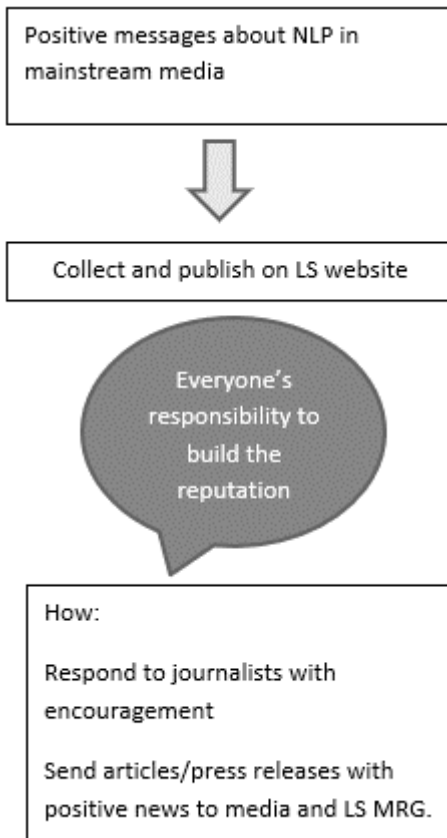 Positive messages about NLP in
mainstream media
Collect and publish on LS website
Everyone’s
responsibility to
build the
reputation
How:
Respond to journalists with
encouragement
Send articles/press releases with
positive news to media and LS MRG.